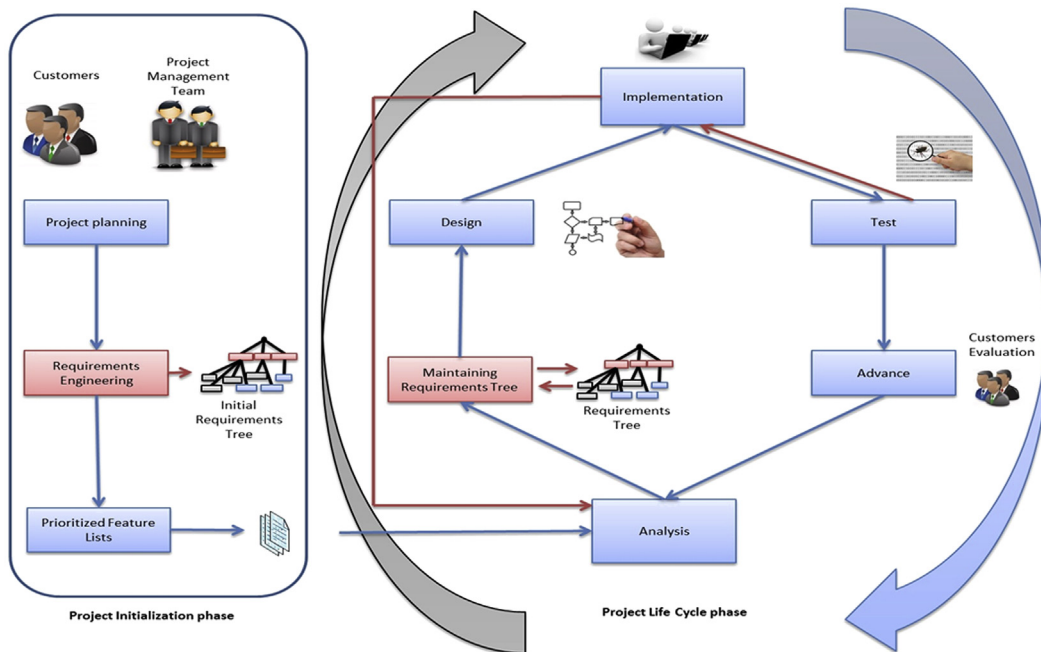 Customers
Project
Management
Team
Project planning
Requirements
Engineering
Initial
Requirements
Tree
Prioritized Feature
Lists
Project Initialization phase
Implementation
Design
Test
Maintaining
Requirements Tree
Requirements
Tree
Customers
Evaluation
Advance
Analysis
Project Life Cycle phase